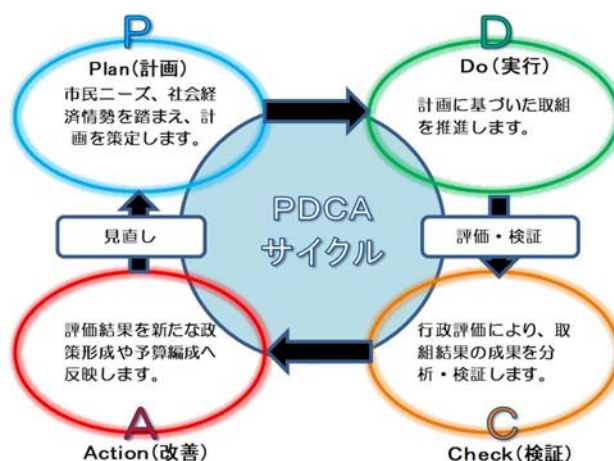 P
Plan(計画)
市民ニーズ、社会経
済情勢を踏まえ、計
画を策定します。
D
Do(実行)
計画に基づいた取組
を推進します。
PDCA
サイクル
見直し
評価・検証
評価結果を新たな政
策形成や予算編成へ
反映します。
A
Action(改善)
行政評価により、取
組結果の成果を分
析・検証します。
C
Check(検証)